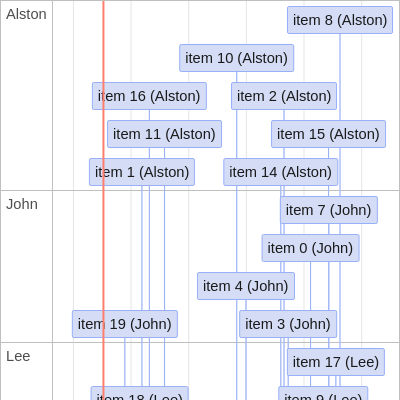 Alston
item 8 (Alston)
item 10 (Alston)
item 16 (Alston)
item 2 (Alston)
item 11 (Alston)
item 15 (Alston)
item 1 (Alston)
item 14 (Alston)
John
item 7 (John)
item 0 (John)
item 4 (John)
item 19 (John)
item 3 (John)
Lee
item 17 (Lee)
item 18 (Lee)
item 9 (Lee)